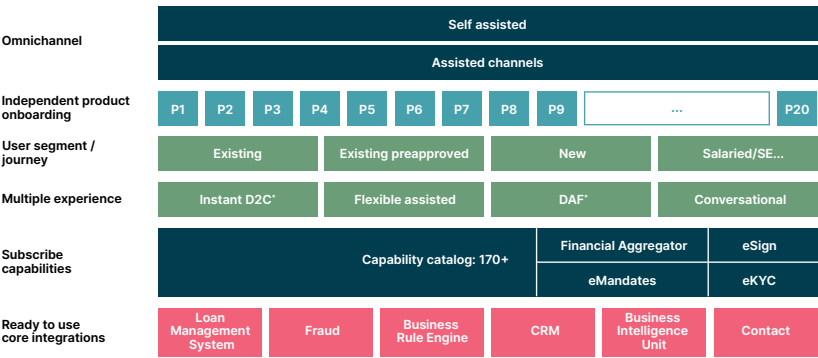 Omnichannel
Self assisted
Assisted channels
Independent product
onboarding
P1 P2 P3 P4 P5 P6 P7 P8 P9 ... P20
User segment /
journey
Existing Existing preapproved New Salaried/SE...
Multiple experience
Instant D2C* Flexible assisted DAF* Conversational
Subscribe
capabilities
Capability catalog: 170+
Financial Aggregator eSign
eMandates eKYC
Ready to use
core integrations
Loan
Management
System
Fraud
Business
Rule Engine
CRM
Business
Intelligence
Unit
Contact